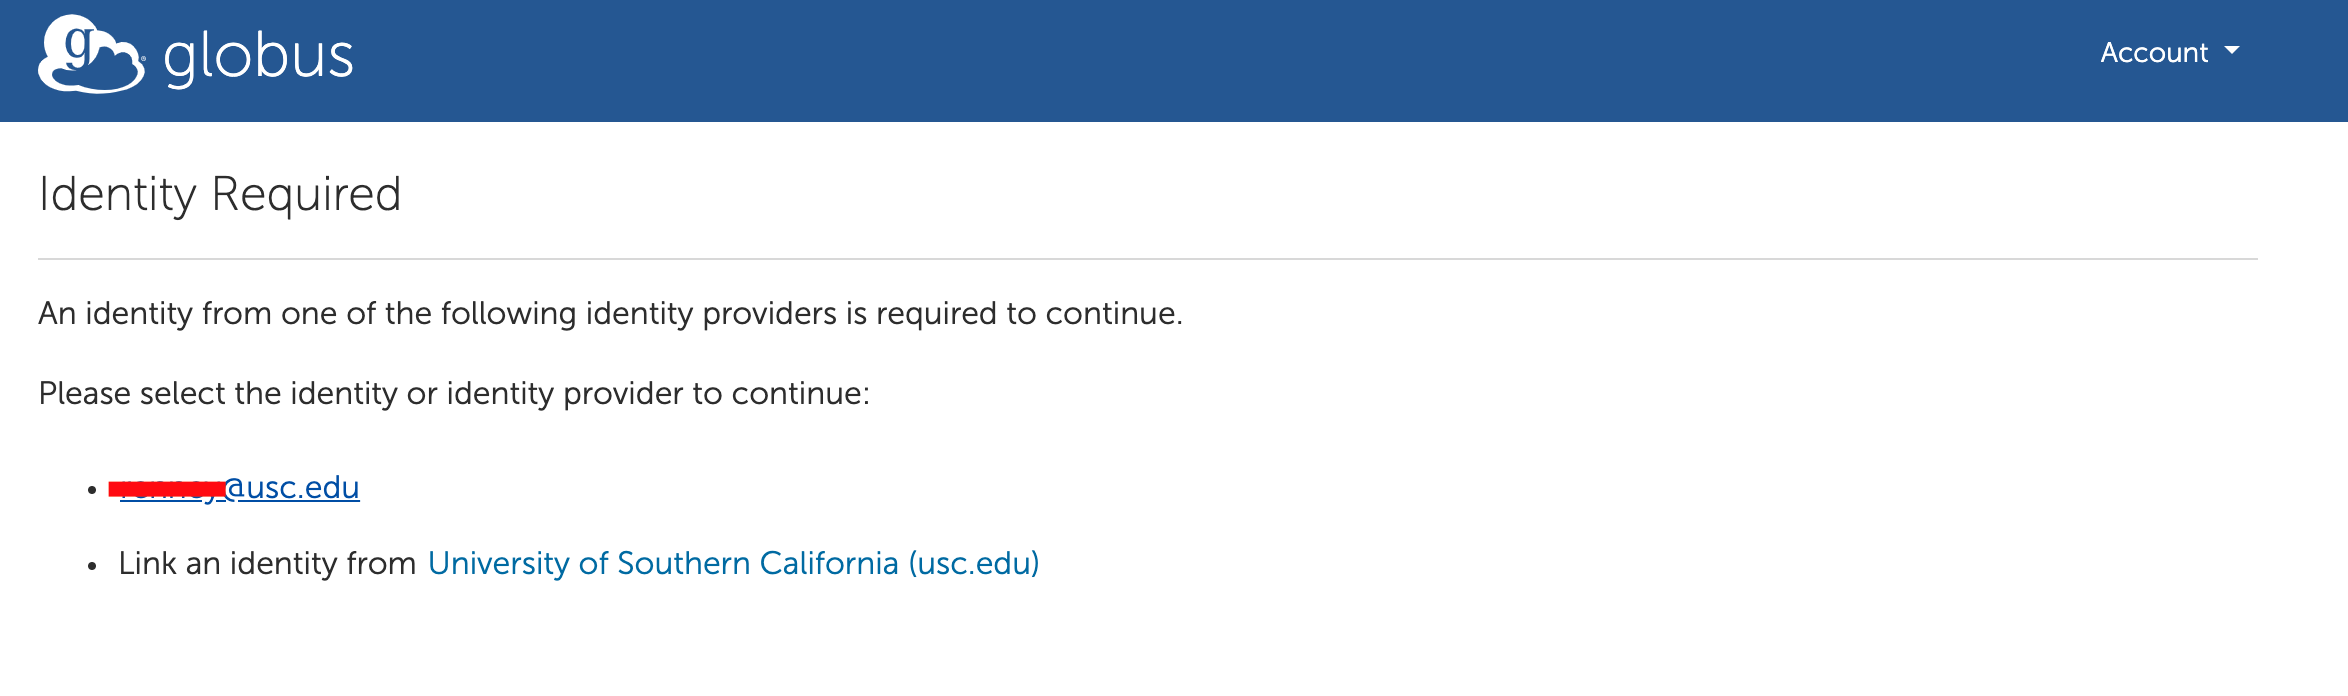 globus
Account
Identity Required
An identity from one of the following identity providers is required to continue.
Please select the identity or identity provider to continue:
@usc.edu
Link an identity from University of Southern California (usc.edu)